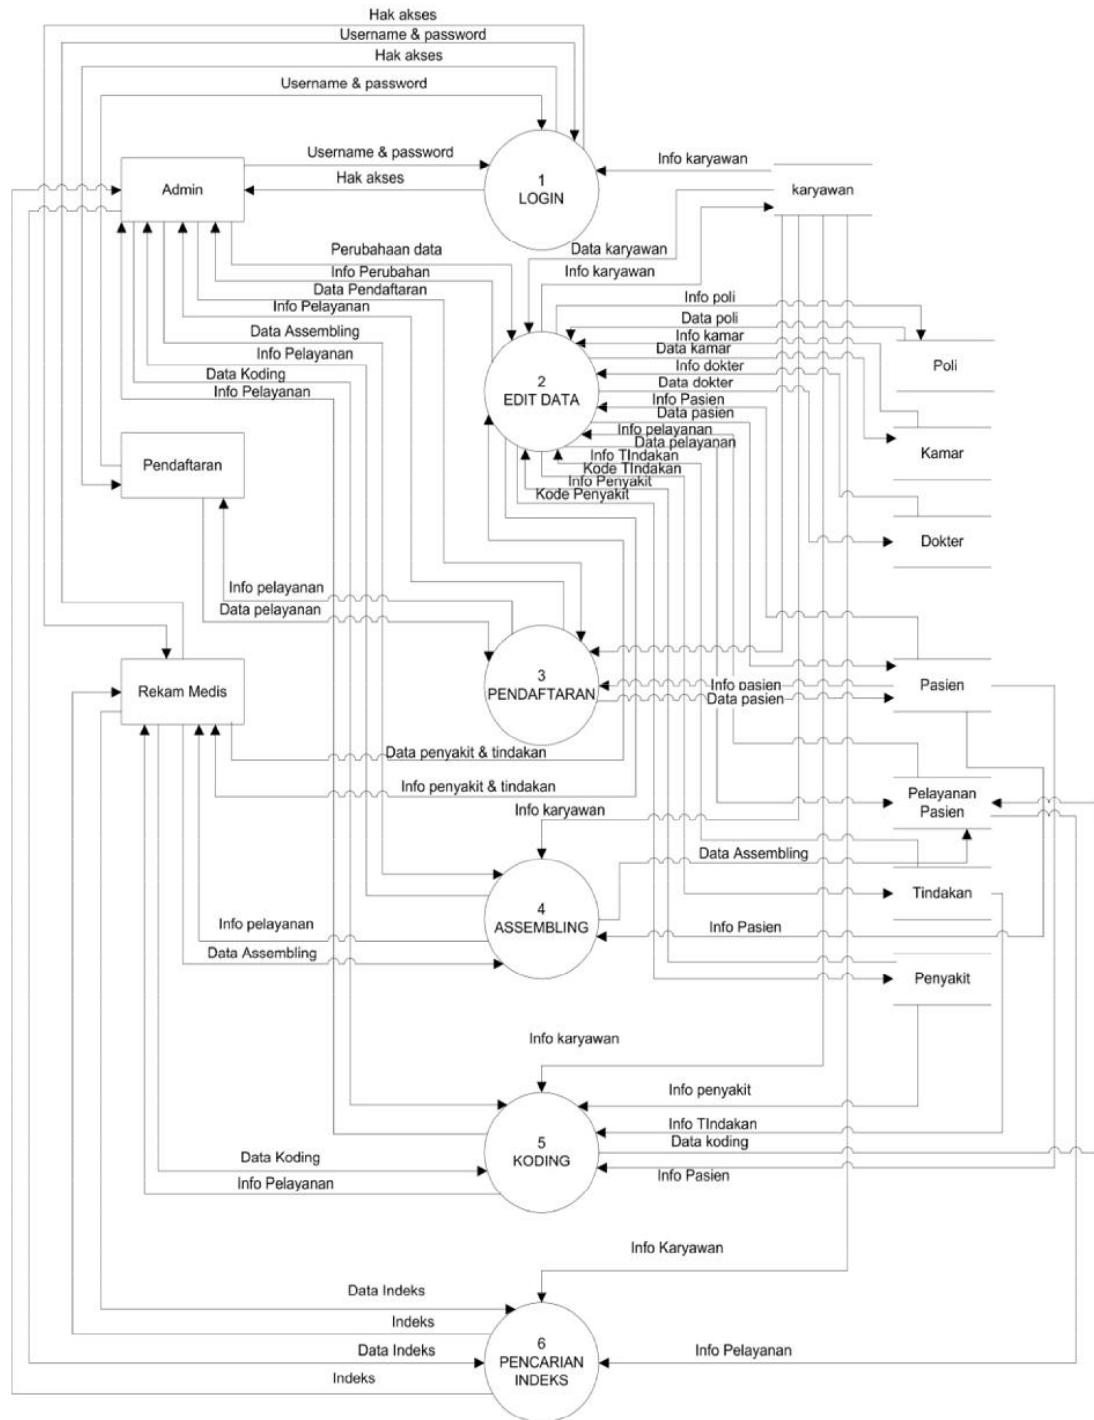 Hak akses
Username & password
Hak akses
Username & password
Username & password
Hak akses
Admin
1
LOGIN
Info karyawan
karyawan
Perubahaan data
Info Perubahan
Data Pendaftaran
Info Pelayanan
Data Assembling
Info Pelayanan
Data Koding
Info Pelayanan
Data karyawan
Info karyawan
2
EDIT DATA
Info poli
Data poli
Info kamar
Data kamar
Info dokter
Data dokter
Info Pasien
Data pasien
Info pelayanan
Data pelayanan
Info TIndakan
Kode TIndakan
Info Penyakit
Kode Penyakit
Poli
Kamar
Dokter
Pendaftaran
Info pelayanan
Data pelayanan
3
PENDAFTARAN
Info pasien
Data pasien
Pasien
Rekam Medis
Data penyakit & tindakan
Info penyakit & tindakan
Info karyawan
Pelayanan
Pasien
Data Assembling
4
ASSEMBLING
Tindakan
Info pelayanan
Data Assembling
Info Pasien
Penyakit
Info karyawan
Info penyakit
5
KODING
Info TIndakan
Data koding
Info Pasien
Data Koding
Info Pelayanan
Info Karyawan
Data Indeks
Indeks
Data Indeks
Indeks
6
PENCARIAN
INDEKS
Info Pelayanan